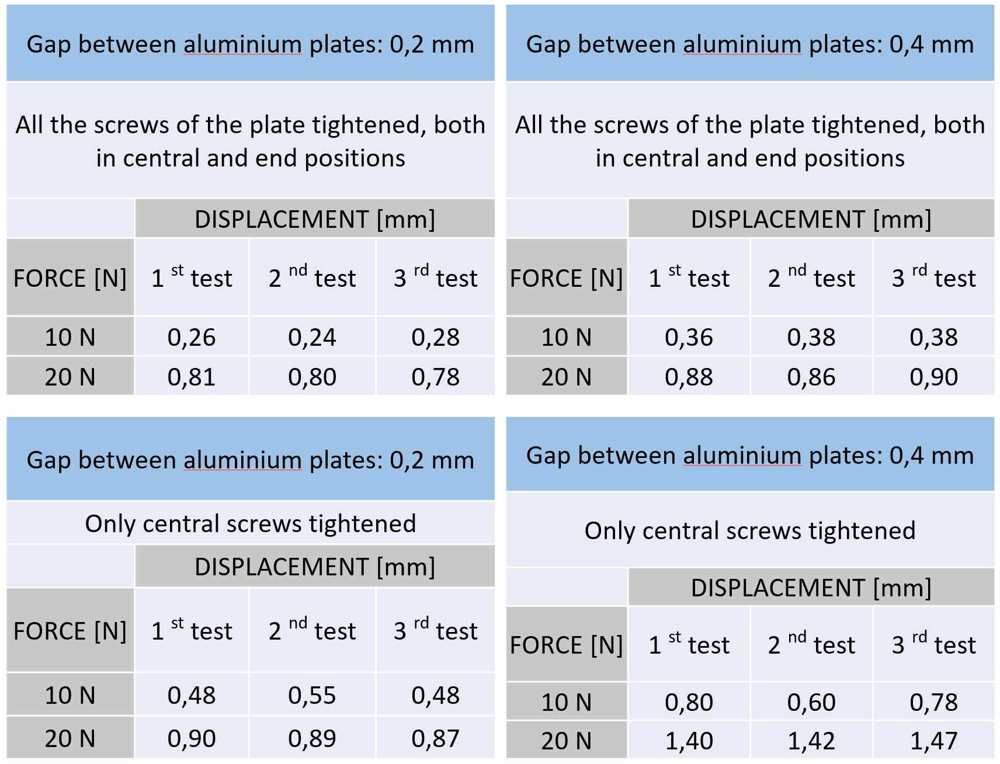 Gap between aluminium plates: 0,2 mm
All the screws of the plate tightened, both
in central and end positions
DISPLACEMENT [mm]
FORCE [N] 1 st test 2 nd test 3 rd test
10 N 0,26 0,24 0,28
20 N 0,81 0,80 0,78
Gap between aluminium plates: 0,4 mm
All the screws of the plate tightened, both
in central and end positions
DISPLACEMENT [mm]
FORCE [N] 1 st test 2 nd test 3 rd test
10 N 0,36 0,38 0,38
20 N 0,88 0,86 0,90
Gap between aluminium plates: 0,2 mm
Only central screws tightened
DISPLACEMENT [mm]
FORCE [N] 1 st test 2 nd test 3 rd test
10 N 0,48 0,55 0,48
20 N 0,90 0,89 0,87
Gap between aluminium plates: 0,4 mm
Only central screws tightened
DISPLACEMENT [mm]
FORCE [N] 1 st test 2 nd test 3 rd test
10 N 0,80 0,60 0,78
20 N 1,40 1,42 1,47